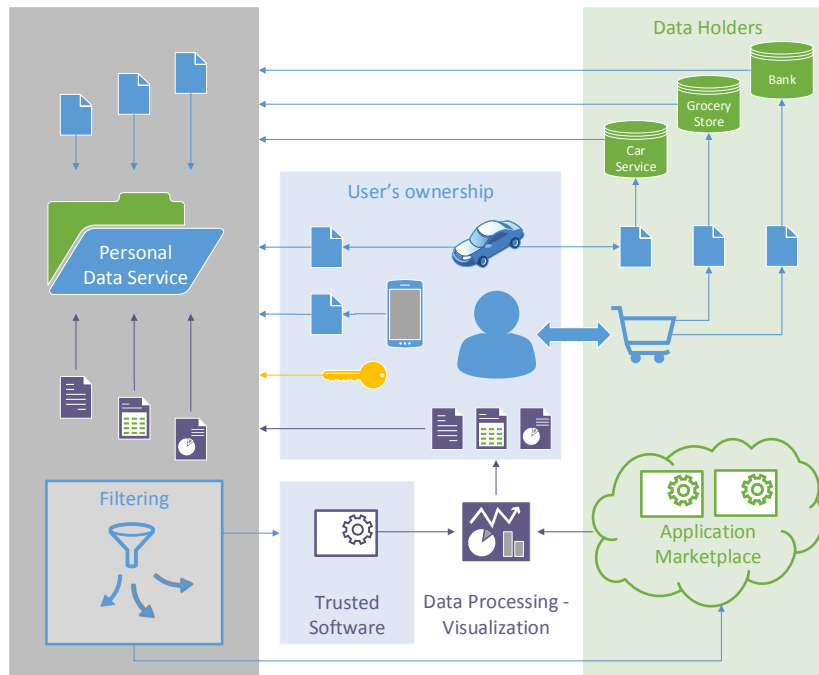 Data Holders
Bank
Grocery
Store
Car
Service
User's ownership
Personal
Data Service
Filtering
Application
Marketplace
Trusted
Software
Data Processing -
Visualization